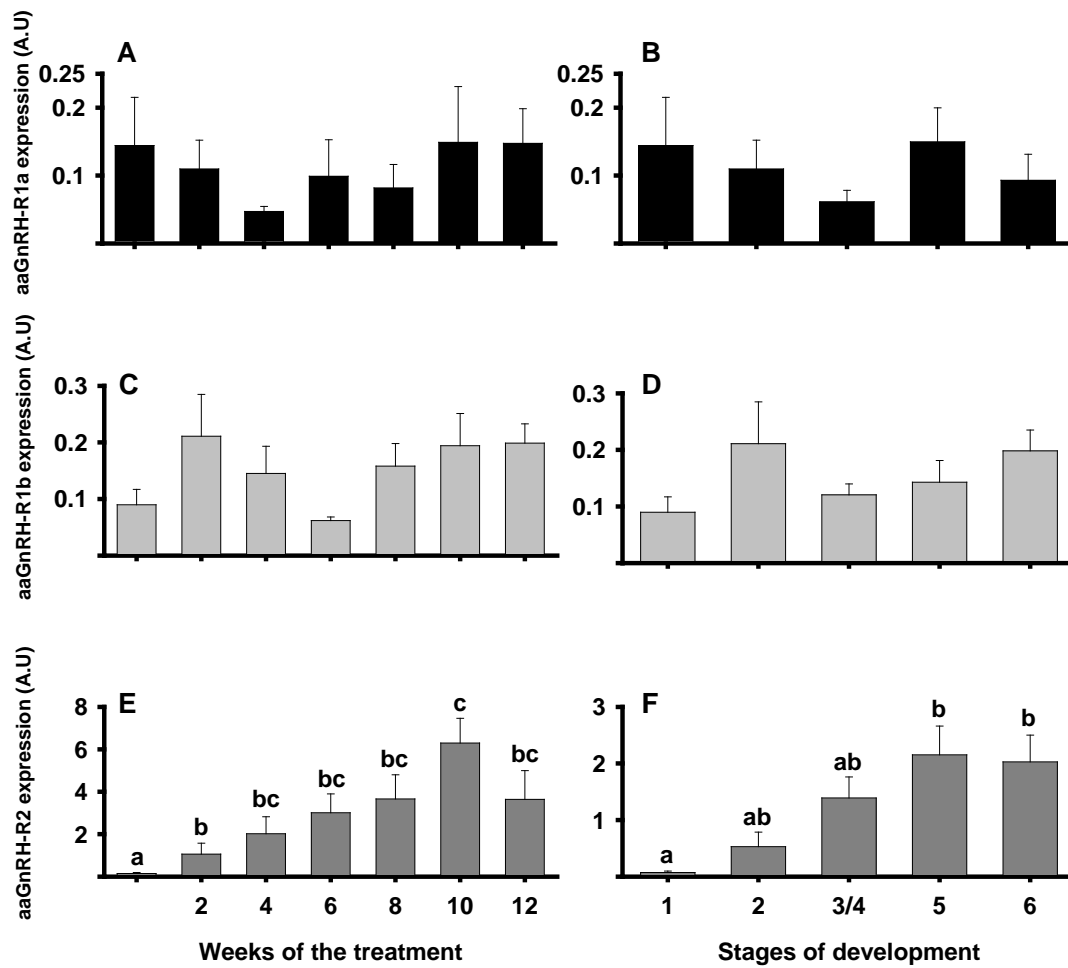 A
B
aaGnRH-R1a expression (A.U)
0.25
0.2
0.1
0.25
0.2
0.1
C
D
aaGnRH-R1b expression (A.U)
0.3
0.2
0.1
0.3
0.2
0.1
E
F
aaGnRH-R2 expression (A.U)
8
6
4
2
a
b
bc
bc
bc
c
bc
3
2
1
a
ab
ab
b
b
2 4 6 8 10 12
1 2 3/4 5 6
Weeks of the treatment
Stages of development